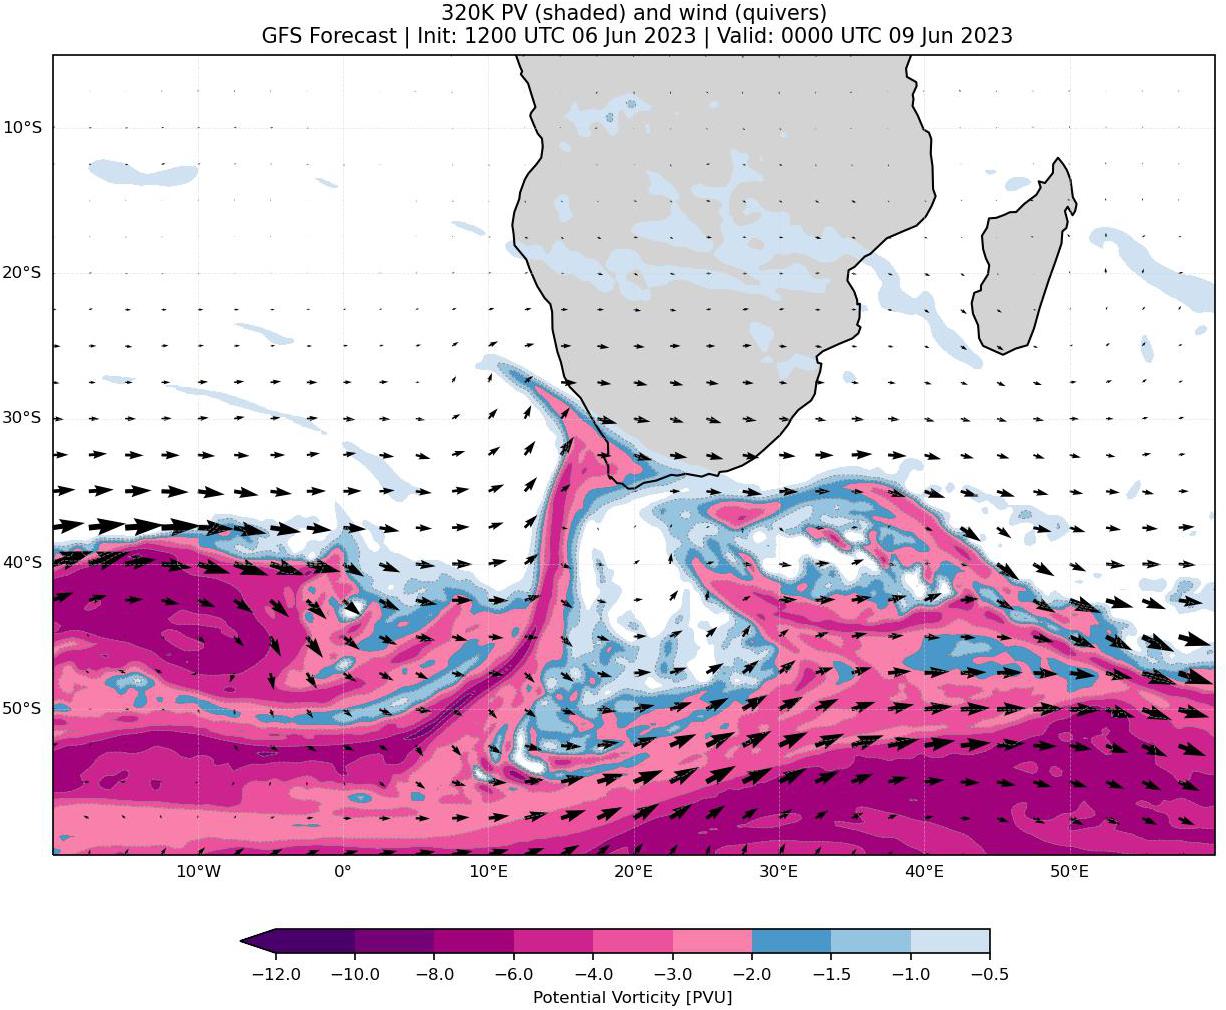 320K PV (shaded) and wind (quivers)
GFS Forecast | Init: 1200 UTC 06 Jun 2023 | Valid: 0000 UTC 09 Jun 2023
10°S
20°S
30°S
40°S
50°S
10°W 0° 10°E 20°E 30°E 40°E 50°E
−12.0 −10.0 −8.0 −6.0 −4.0 −3.0 −2.0 −1.5 −1.0 −0.5
Potential Vorticity [PVU]